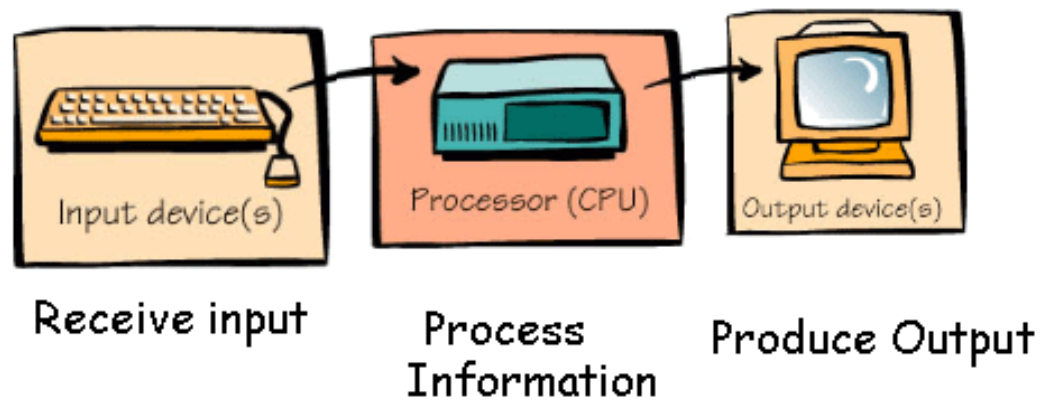 Input device(s)
Processor (CPU)
Output device(s)
Receive input
Process
Information
Produce Output